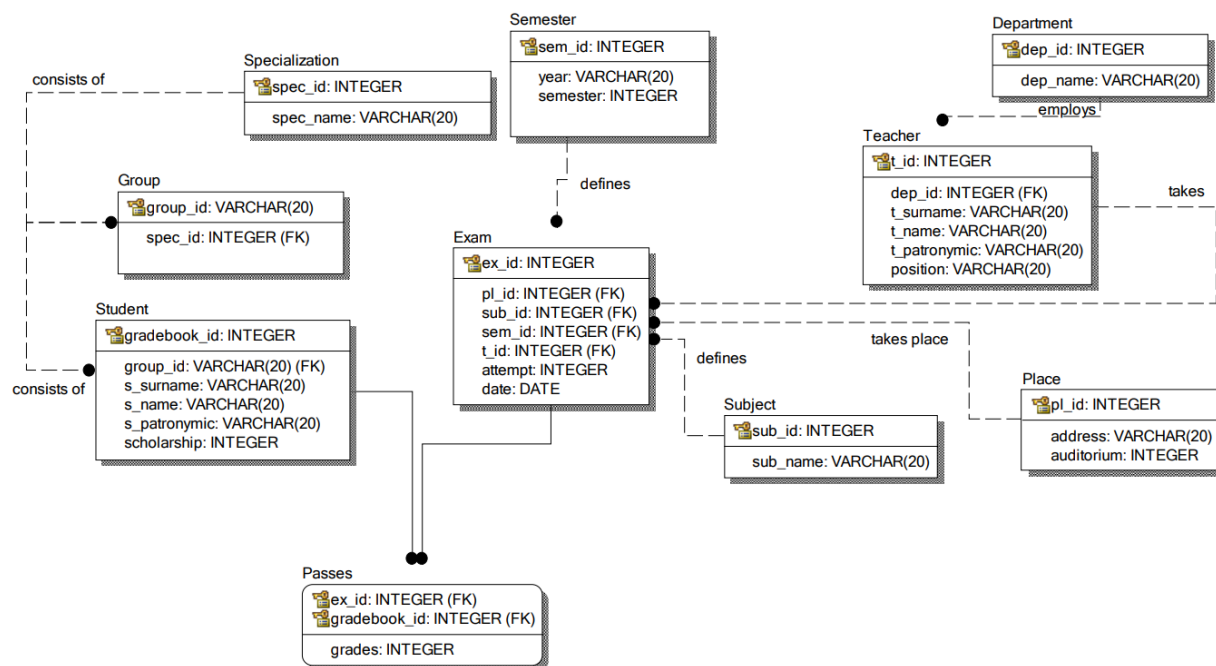 Semester
sem_id: INTEGER
year: VARCHAR(20)
semester: INTEGER
Department
dep_id: INTEGER
dep_name: VARCHAR(20)
employs
consists of
Specialization
spec_id: INTEGER
spec_name: VARCHAR(20)
defines
Teacher
t_id: INTEGER
dep_id: INTEGER (FK)
t_surname: VARCHAR(20)
t_name: VARCHAR(20)
t_patronymic: VARCHAR(20)
position: VARCHAR(20)
takes
Group
group_id: VARCHAR(20)
spec_id: INTEGER (FK)
Exam
ex_id: INTEGER
pl_id: INTEGER (FK)
sub_id: INTEGER (FK)
sem_id: INTEGER (FK)
t_id: INTEGER (FK)
attempt: INTEGER
date: DATE
Student
gradebook_id: INTEGER
group_id: VARCHAR(20) (FK)
s_surname: VARCHAR(20)
s_name: VARCHAR(20)
s_patronymic: VARCHAR(20)
scholarship: INTEGER
consists of
takes place
defines
Subject
sub_id: INTEGER
sub_name: VARCHAR(20)
Place
pl_id: INTEGER
address: VARCHAR(20)
auditorium: INTEGER
Passes
ex_id: INTEGER (FK)
gradebook_id: INTEGER (FK)
grades: INTEGER